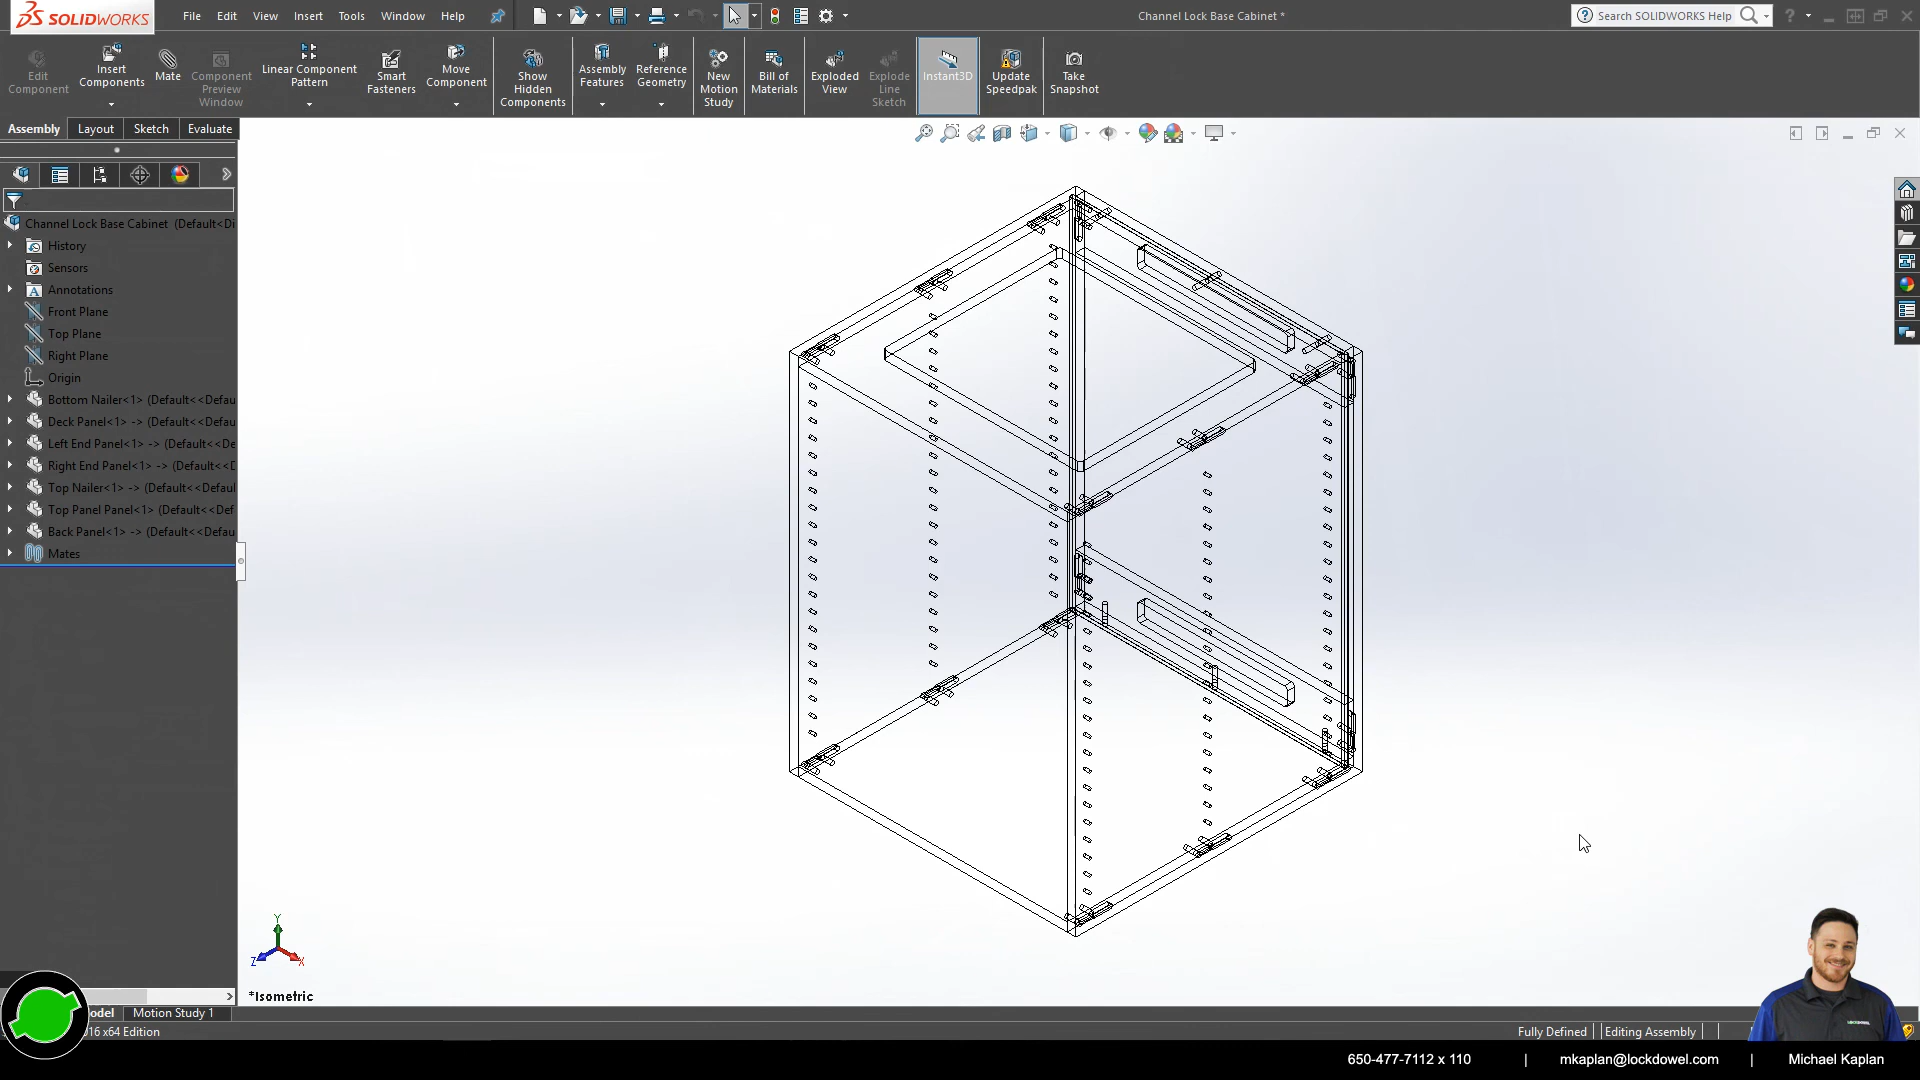 SOLIDWORKS File Edit View Insert Tools Window Help Channel Lock Base Cabinet * Search SOLIDWORKS Help
Edit Component
Insert Components
Mate
Component Preview Window
Linear Component Pattern
Smart Fasteners
Move Component
Show Hidden Components
Assembly Features
Reference Geometry
New Motion Study
Bill of Materials
Exploded View
Explode Line Sketch
Instant3D
Update Speedpak
Take Snapshot
Assembly Layout Sketch Evaluate
Channel Lock Base Cabinet (Default<Di
History
Sensors
A Annotations
Front Plane
Top Plane
Right Plane
Origin
Bottom Nailer<1> (Default<<Defau
Deck Panel<1> -> (Default<<Defau
Left End Panel<1> -> (Default<<De
Right End Panel<1> -> (Default<<D
Top Nailer<1> -> (Default<<Defaul
Top Panel Panel<1> -> (Default<<Def
Back Panel<1> -> (Default<<Defau
Mates
Y
Z X
*Isometric
odel Motion Study 1
16 x64 Edition Fully Defined Editing Assembly
650-477-7112 x 110 | mkaplan@lockdowel.com | Michael Kaplan